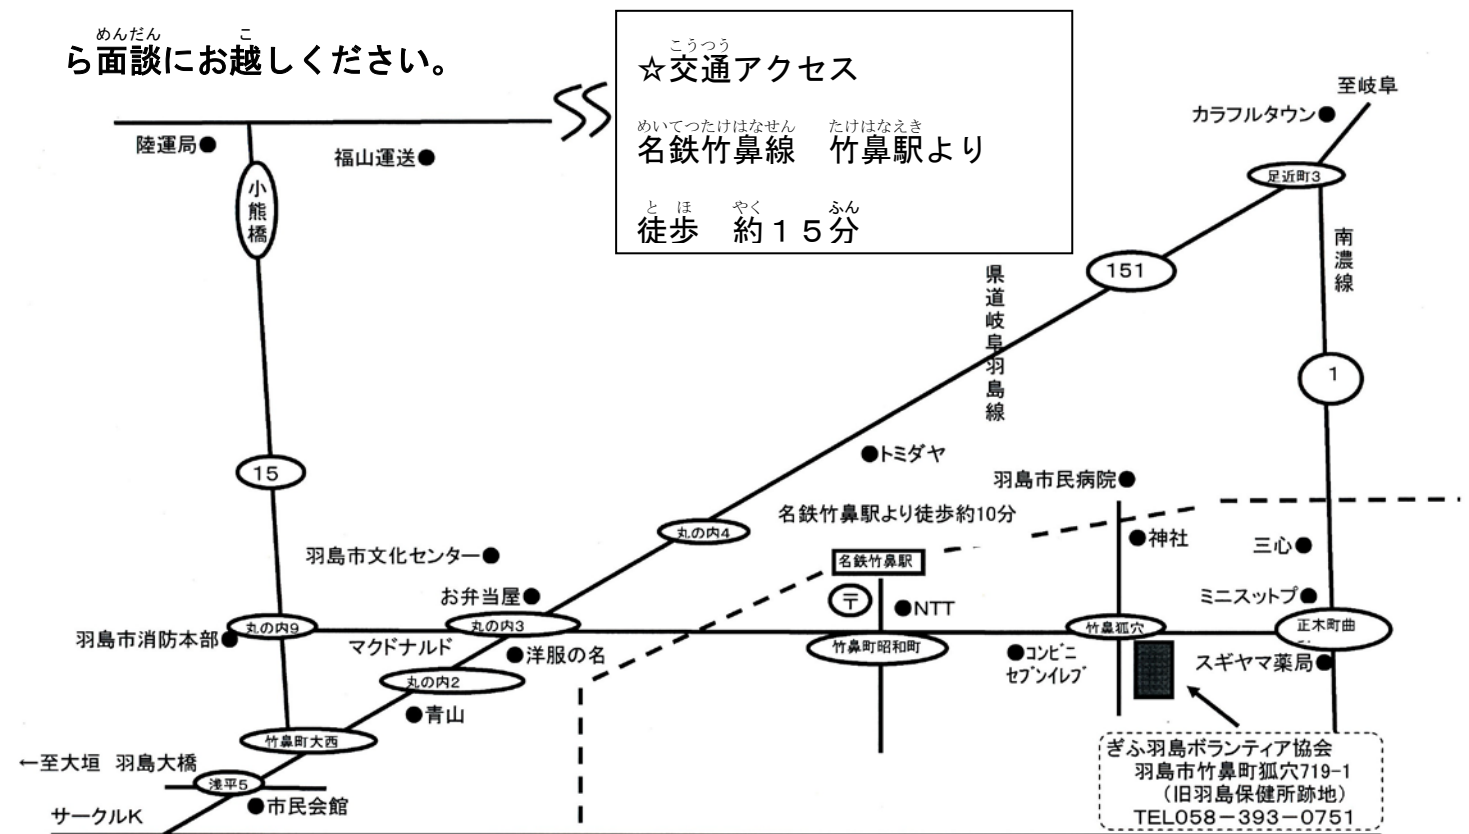 めんだん こ
ら面談にお越しください。
こうつう
☆交通アクセス
めいてつたけはなせん たけはなえき
名鉄竹鼻線 竹鼻駅より
とほ やく ふん
徒歩 約15分
至岐阜
カラフルタウン●
陸運局●
福山運送●
足近町3
小熊橋
南濃線
151
県道岐阜羽島線
1
●トミダヤ
15
羽島市民病院●
名鉄竹鼻駅より徒歩約10分
丸の内4
●神社
三心●
羽島市文化センター●
名鉄竹鼻駅
お弁当屋●
〒
●NTT
ミニスットプ●
丸の内9
丸の内3
竹鼻狐穴
正木町曲
羽島市消防本部●
マクドナルド
●洋服の名
竹鼻町昭和町
●コンビニ
セブンイレブ
スギヤマ薬局●
丸の内2
●青山
竹鼻町大西
←至大垣 羽島大橋
浅平5
●市民会館
サークルK
ぎふ羽島ボランティア協会
羽島市竹鼻町狐穴719-1
(旧羽島保健所跡地)
TEL058-393-0751